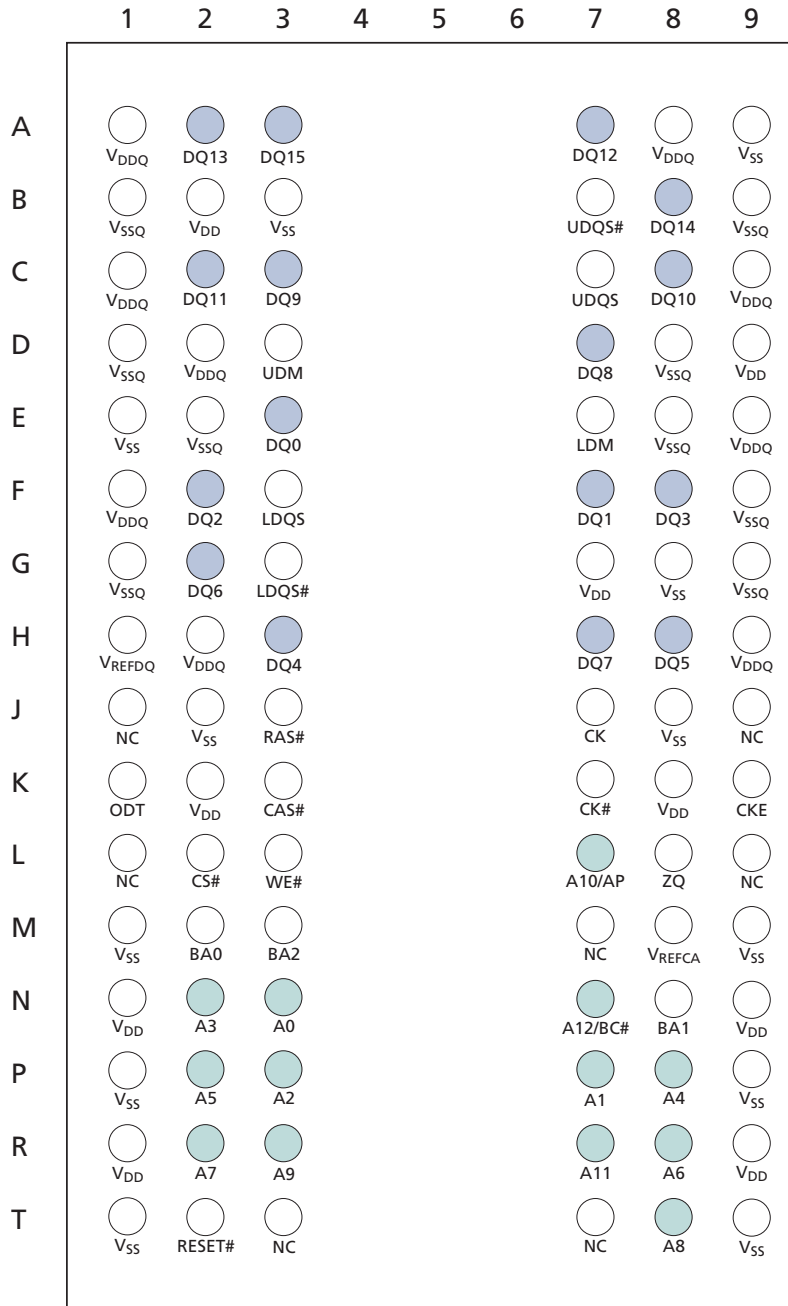 1 2 3 4 5 6 7 8 9
A
VDDQ DQ13 DQ15 DQ12 VDDQ VSS
B
VSSQ VDD VSS UDQS# DQ14 VSSQ
C
VDDQ DQ11 DQ9 UDQS DQ10 VDDQ
D
VSSQ VDDQ UDM DQ8 VSSQ VDD
E
VSS VSSQ DQ0 LDM VSSQ VDDQ
F
VDDQ DQ2 LDQS DQ1 DQ3 VSSQ
G
VSSQ DQ6 LDQS# VDD VSS VSSQ
H
VREFDQ VDDQ DQ4 DQ7 DQ5 VDDQ
J
NC VSS RAS# CK VSS NC
K
ODT VDD CAS# CK# VDD CKE
L
NC CS# WE# A10/AP ZQ NC
M
VSS BA0 BA2 NC VREFCA VSS
N
VDD A3 A0 A12/BC# BA1 VDD
P
VSS A5 A2 A1 A4 VSS
R
VDD A7 A9 A11 A6 VDD
T
VSS RESET# NC NC A8 VSS